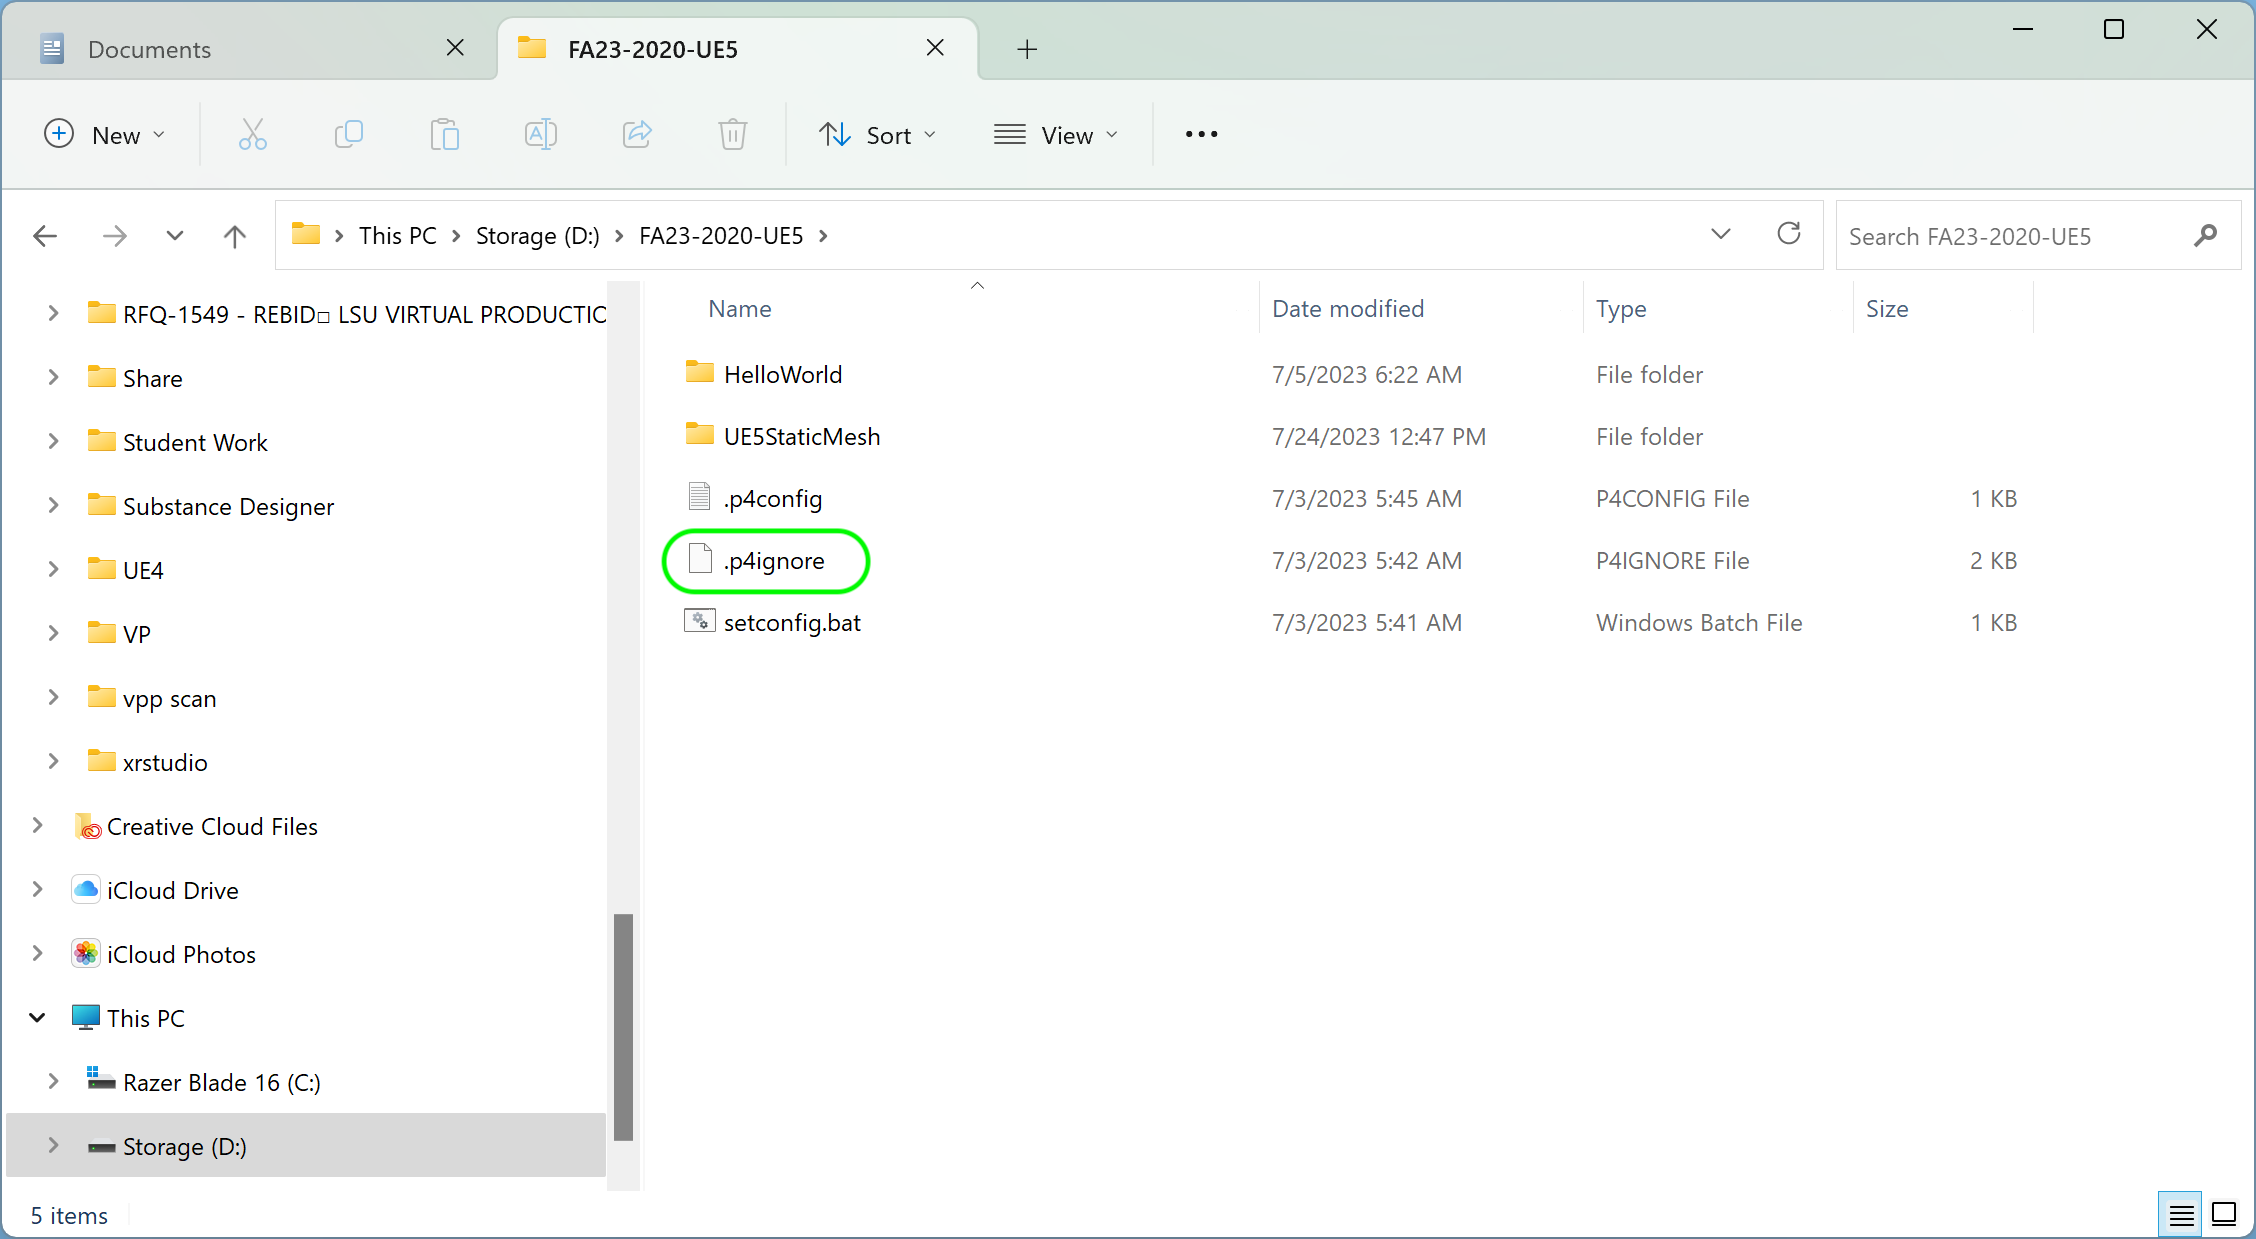 Documents
FA23-2020-UE5
New
Sort
View
This PC
Storage (D:)
FA23-2020-UE5
Search FA23-2020-UE5
RFQ-1549 - REBID□ LSU VIRTUAL PRODUCTIO
Share
Student Work
Substance Designer
UE4
VP
vpp scan
xrstudio
Creative Cloud Files
iCloud Drive
iCloud Photos
This PC
Razer Blade 16 (C:)
Storage (D:)
Name Date modified Type Size
HelloWorld 7/5/2023 6:22 AM File folder
UE5StaticMesh 7/24/2023 12:47 PM File folder
.p4config 7/3/2023 5:45 AM P4CONFIG File 1 KB
.p4ignore 7/3/2023 5:42 AM P4IGNORE File 2 KB
setconfig.bat 7/3/2023 5:41 AM Windows Batch File 1 KB
5 items